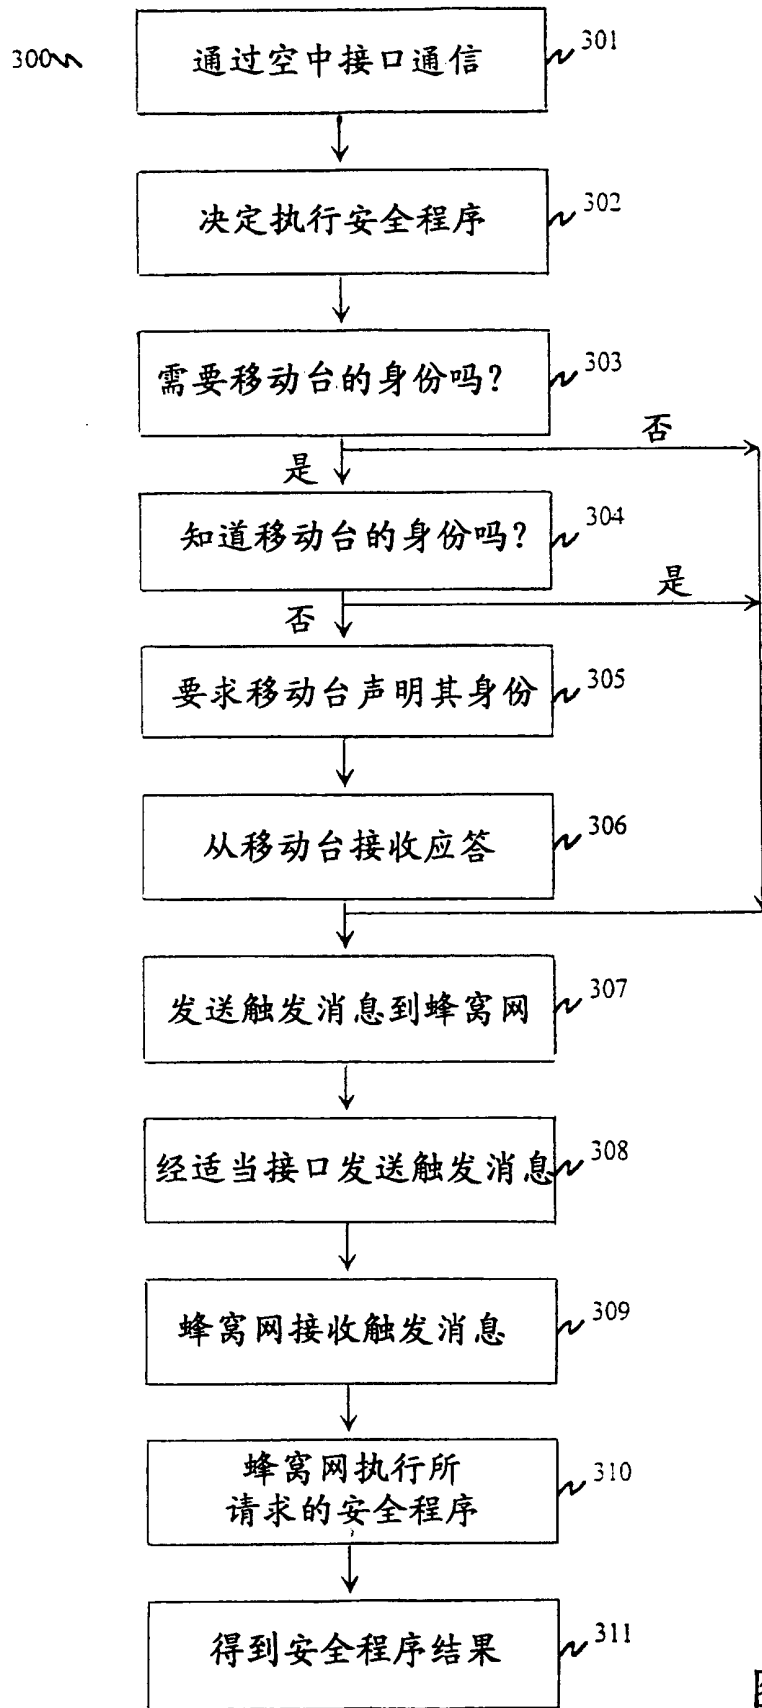 300
通过空中接口通信
301
决定执行安全程序
302
需要移动台的身份吗?
303
否
是
知道移动台的身份吗?
304
是
否
要求移动台声明其身份
305
从移动台接收应答
306
发送触发消息到蜂窝网
307
经适当接口发送触发消息
308
蜂窝网接收触发消息
309
蜂窝网执行所
请求的安全程序
310
得到安全程序结果
311